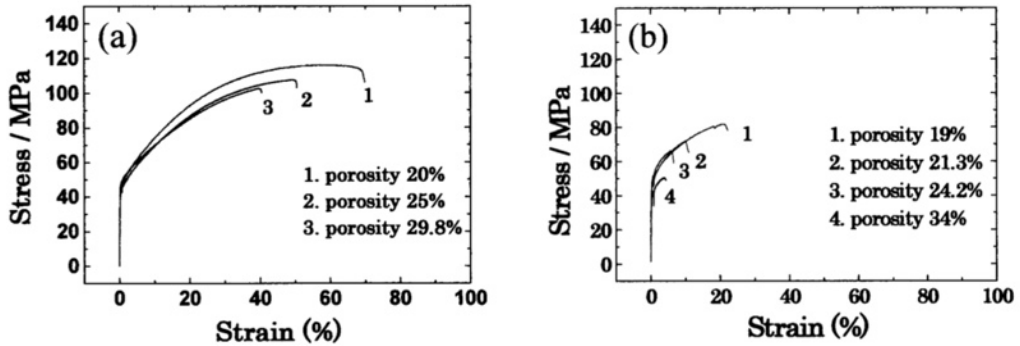 (a)
Stress / MPa
140
120
100
80
60
40
20
0
1
2
3
1. porosity 20%
2. porosity 25%
3. porosity 29.8%
0 20 40 60 80 100
Strain (%)
(b)
Stress / MPa
140
120
100
80
60
40
20
0
1
2
3
4
1. porosity 19%
2. porosity 21.3%
3. porosity 24.2%
4. porosity 34%
0 20 40 60 80 100
Strain (%)